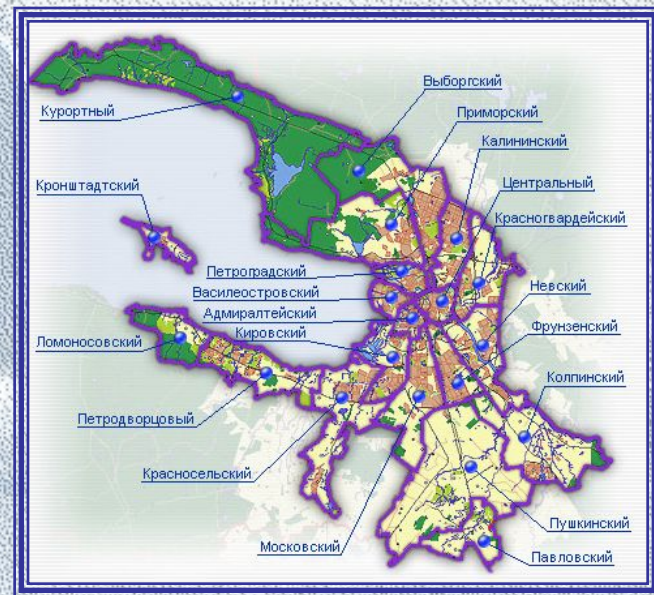 Выборгский
Курортный
Приморский
Калининский
Кронштадтский
Центральный
Красногвардейский
Петроградский
Василеостровский
Невский
Адмиралтейский
Кировский
Фрунзенский
Ломоносовский
Колпинский
Петродворцовый
Красносельский
Пушкинский
Московский
Павловский